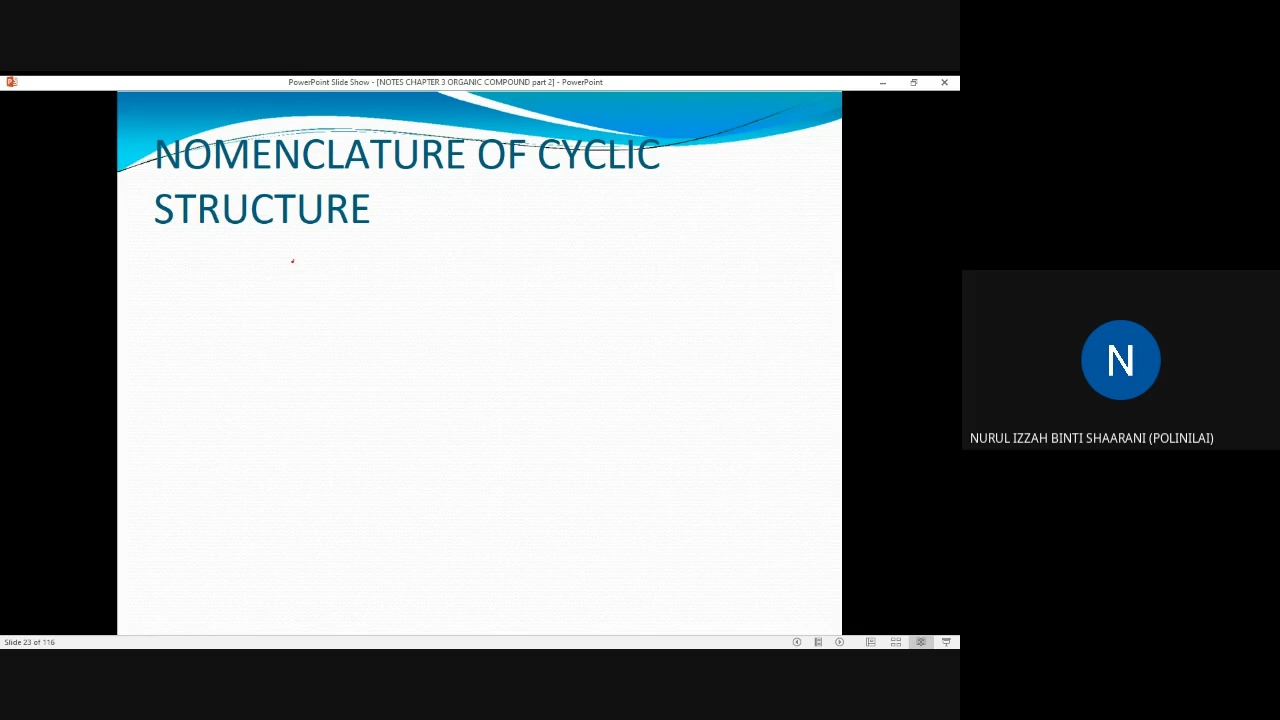 PowerPoint Slide Show - [NOTES CHAPTER 3 ORGANIC COMPOUND part 2] - PowerPoint
NOMENCLATURE OF CYCLIC
STRUCTURE
N
NURUL IZZAH BINTI SHAARANI (POLINILAI)
Slide 23 of 116